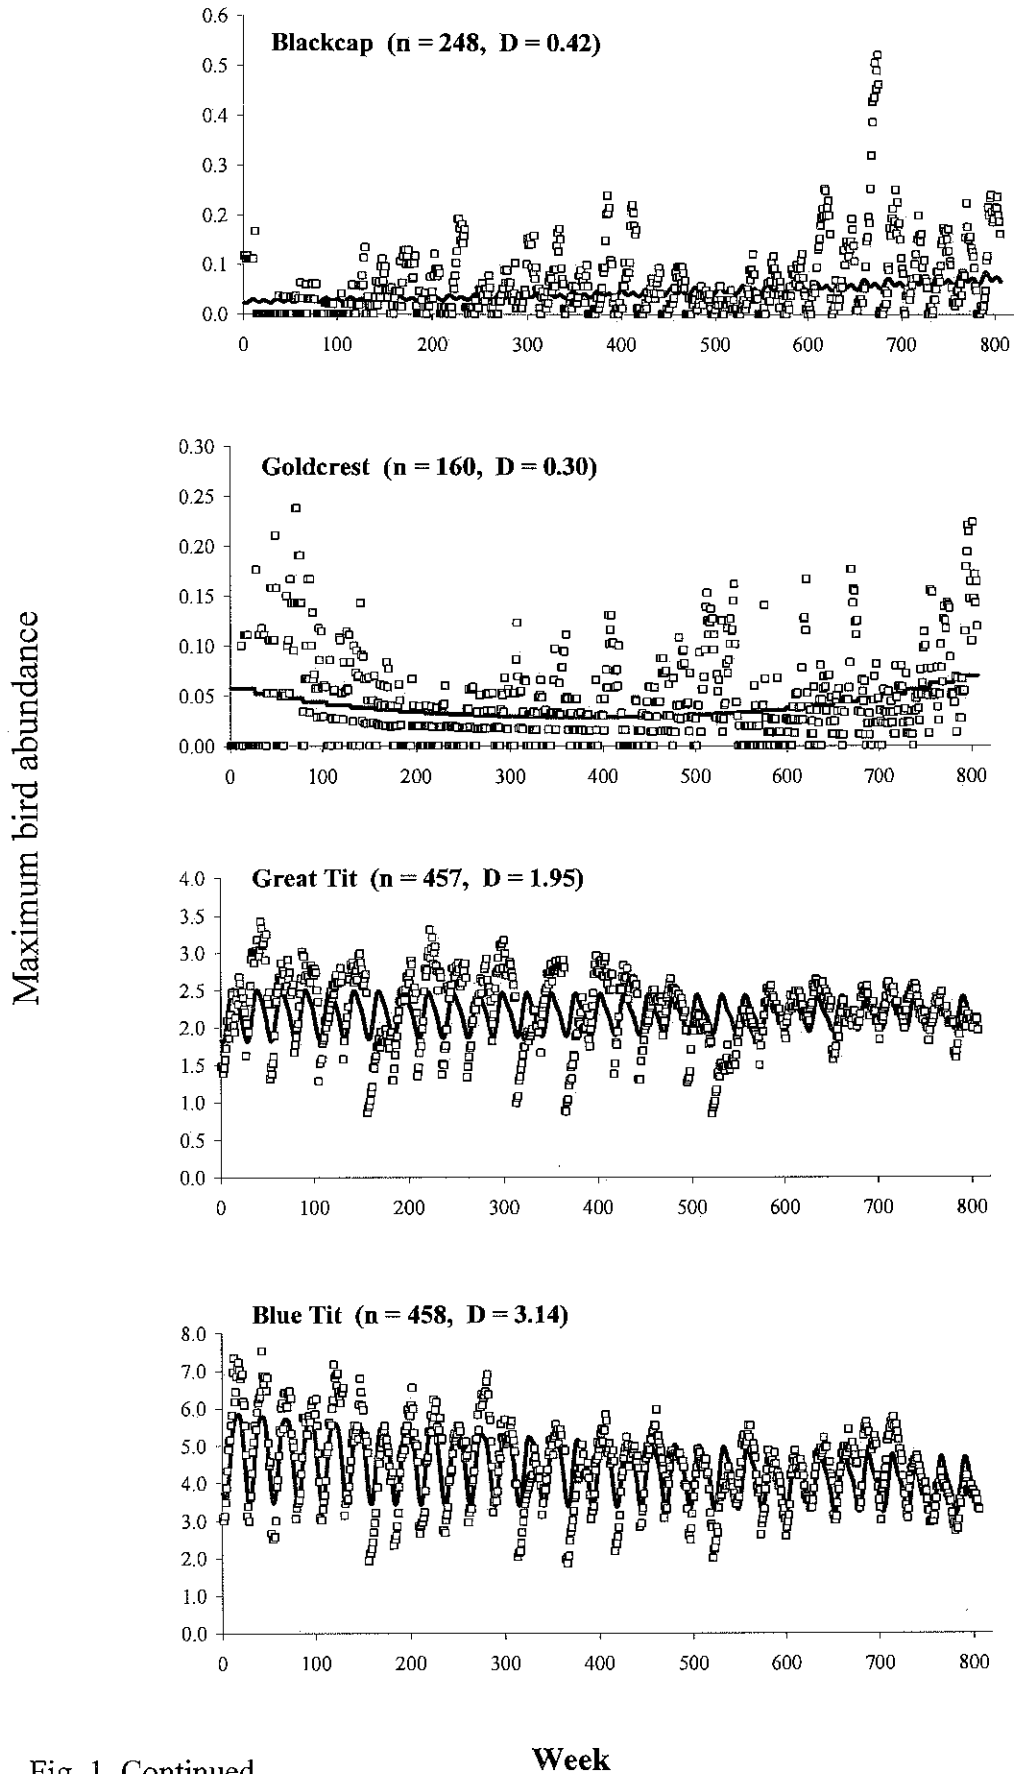 Maximum bird abundance
Blackcap (n = 248, D = 0.42)
0.6
0.5
0.4
0.3
0.2
0.1
0.0
0 100 200 300 400 500 600 700 800
Goldcrest (n = 160, D = 0.30)
0.30
0.25
0.20
0.15
0.10
0.05
0.00
0 100 200 300 400 500 600 700 800
Great Tit (n = 457, D = 1.95)
4.0
3.5
3.0
2.5
2.0
1.5
1.0
0.5
0.0
0 100 200 300 400 500 600 700 800
Blue Tit (n = 458, D = 3.14)
8.0
7.0
6.0
5.0
4.0
3.0
2.0
1.0
0.0
0 100 200 300 400 500 600 700 800
Week
Fig. 1. Continued